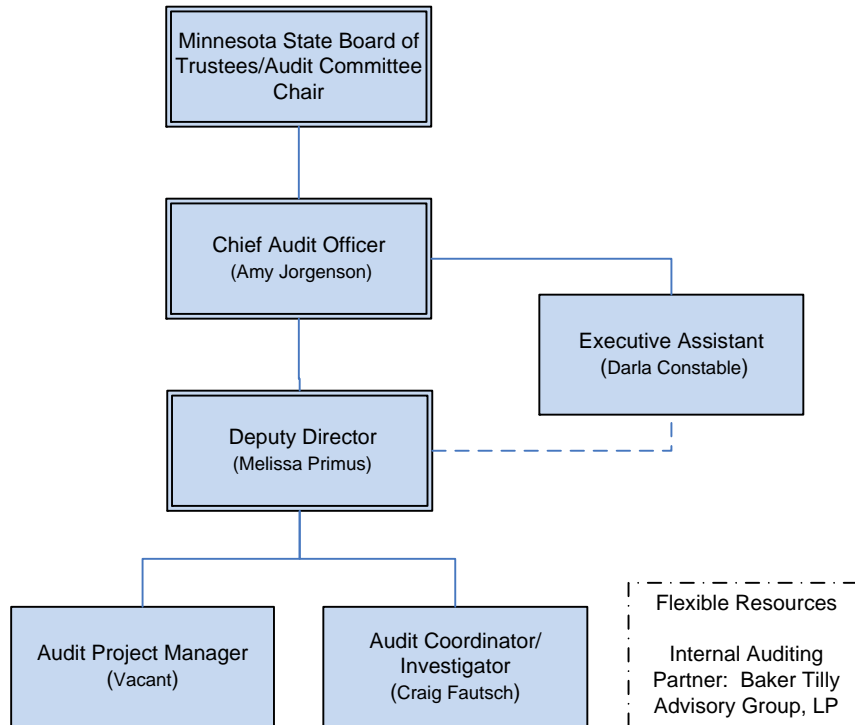 Minnesota State Board of
Trustees/Audit Committee
Chair
Chief Audit Officer
(Amy Jorgenson)
Executive Assistant
(Darla Constable)
Deputy Director
(Melissa Primus)
Audit Project Manager
(Vacant)
Audit Coordinator/
Investigator
(Craig Fautsch)
Flexible Resources
Internal Auditing
Partner: Baker Tilly
Advisory Group, LP